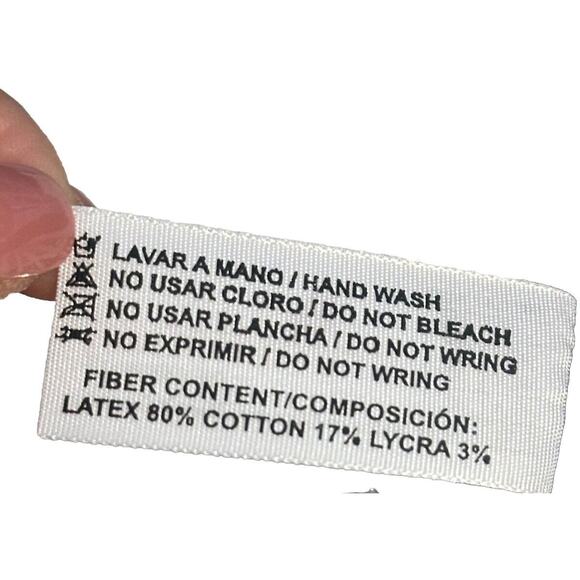 LAVAR A MANO / HAND WASH
NO USAR CLORO / DO NOT BLEACH
NO USAR PLANCHA / DO NOT WRING
NO EXPRIMIR / DO NOT WRING
FIBER CONTENT/COMPOSICIÓN:
LATEX 80% COTTON 17% LYCRA 3%